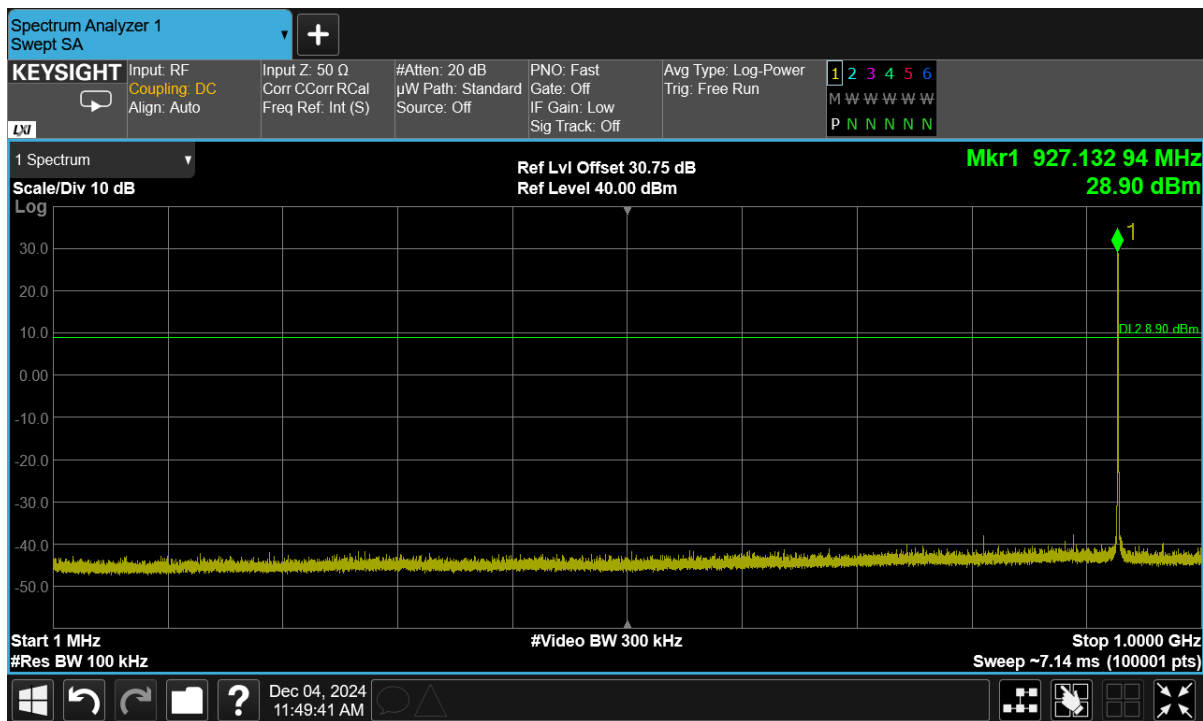 Spectrum Analyzer 1
Swept SA
+
KEYSIGHT
LXI
Input: RF
Coupling: DC
Align: Auto
Input Z: 50 Ω
Corr CCorr RCal
Freq Ref: Int (S)
#Atten: 20 dB
µW Path: Standard
Source: Off
PNO: Fast
Gate: Off
IF Gain: Low
Sig Track: Off
Avg Type: Log-Power
Trig: Free Run
1 2 3 4 5 6
M W W W W W
P N N N N N
1 Spectrum
Scale/Div 10 dB
Log
Ref Lvl Offset 30.75 dB
Ref Level 40.00 dBm
Mkr1 927.132 94 MHz
28.90 dBm
1
30.0
20.0
10.0
DL2 8.90 dBm
0.00
-10.0
-20.0
-30.0
-40.0
-50.0
Start 1 MHz
#Res BW 100 kHz
#Video BW 300 kHz
Stop 1.0000 GHz
Sweep ~7.14 ms (100001 pts)
?
Dec 04, 2024
11:49:41 AM